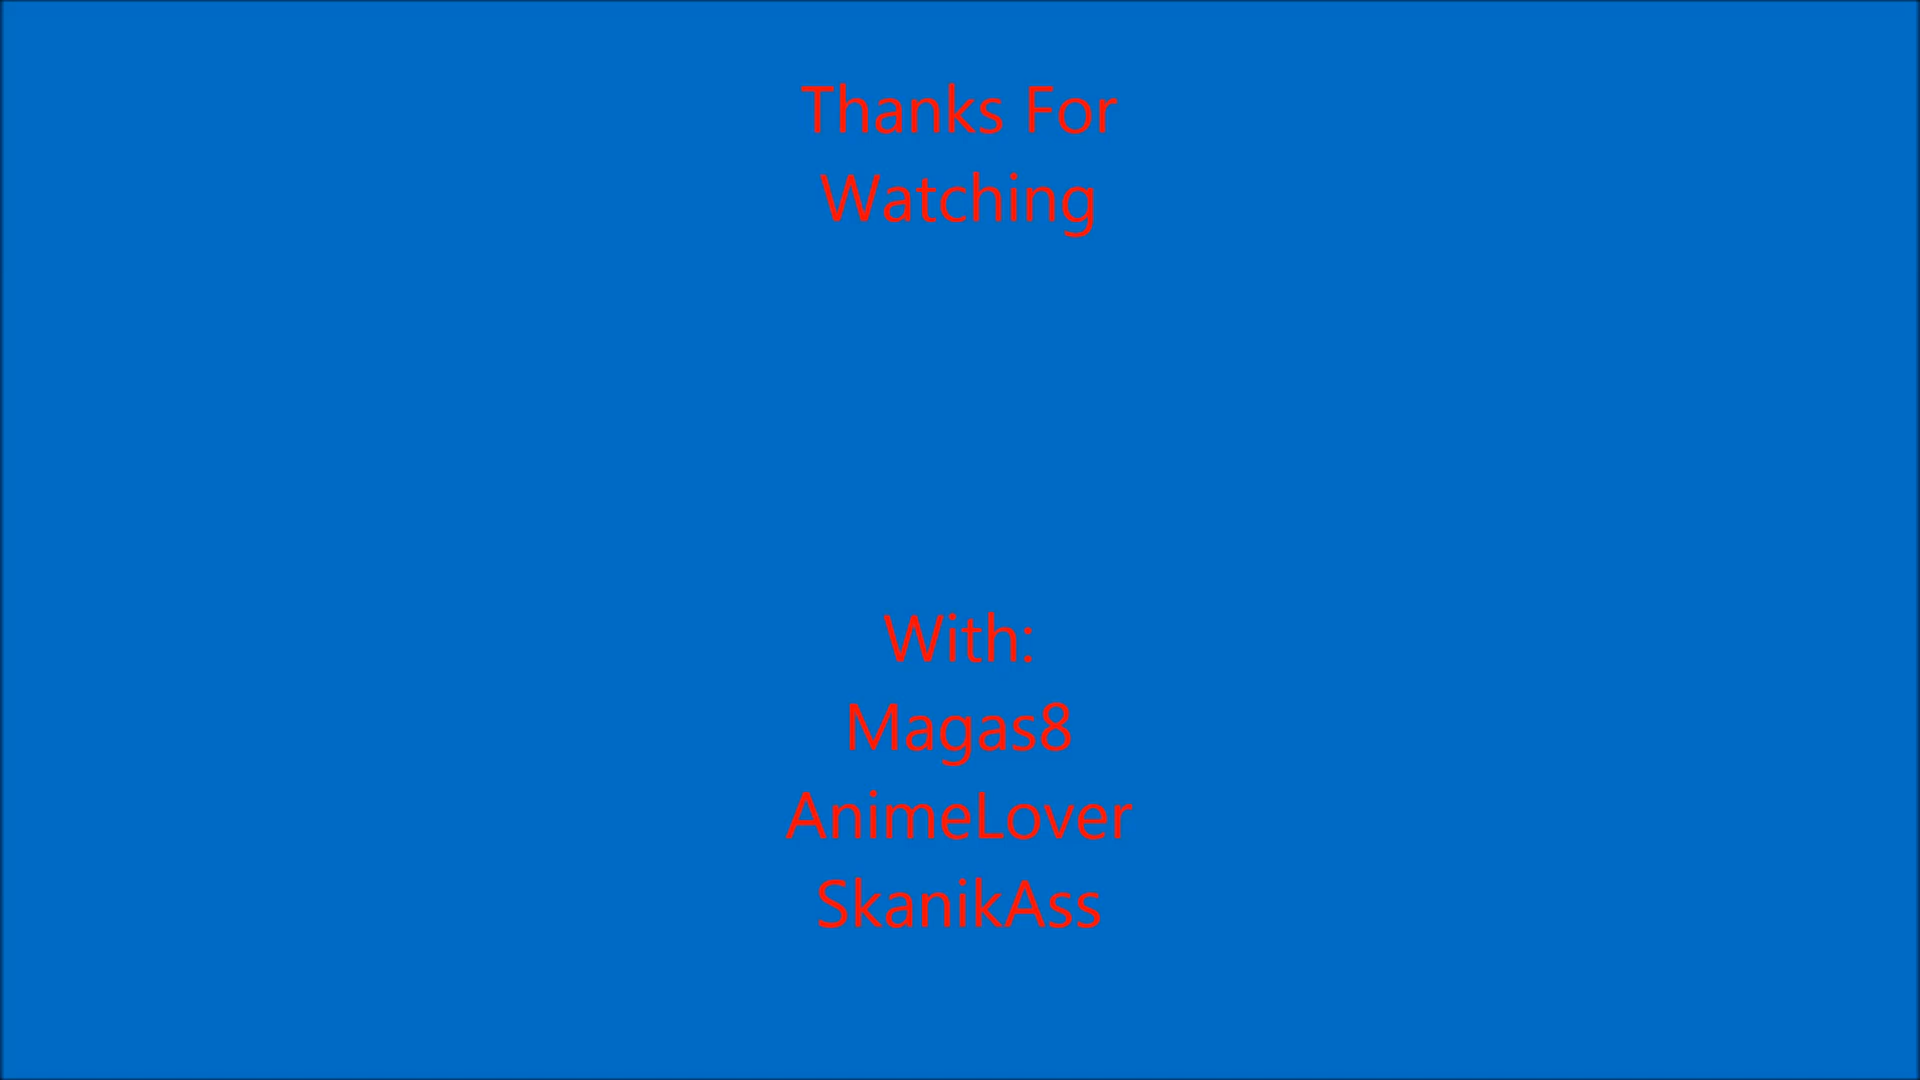 Thanks For
Watching
With:
Magas8
AnimeLover
SkanikAss